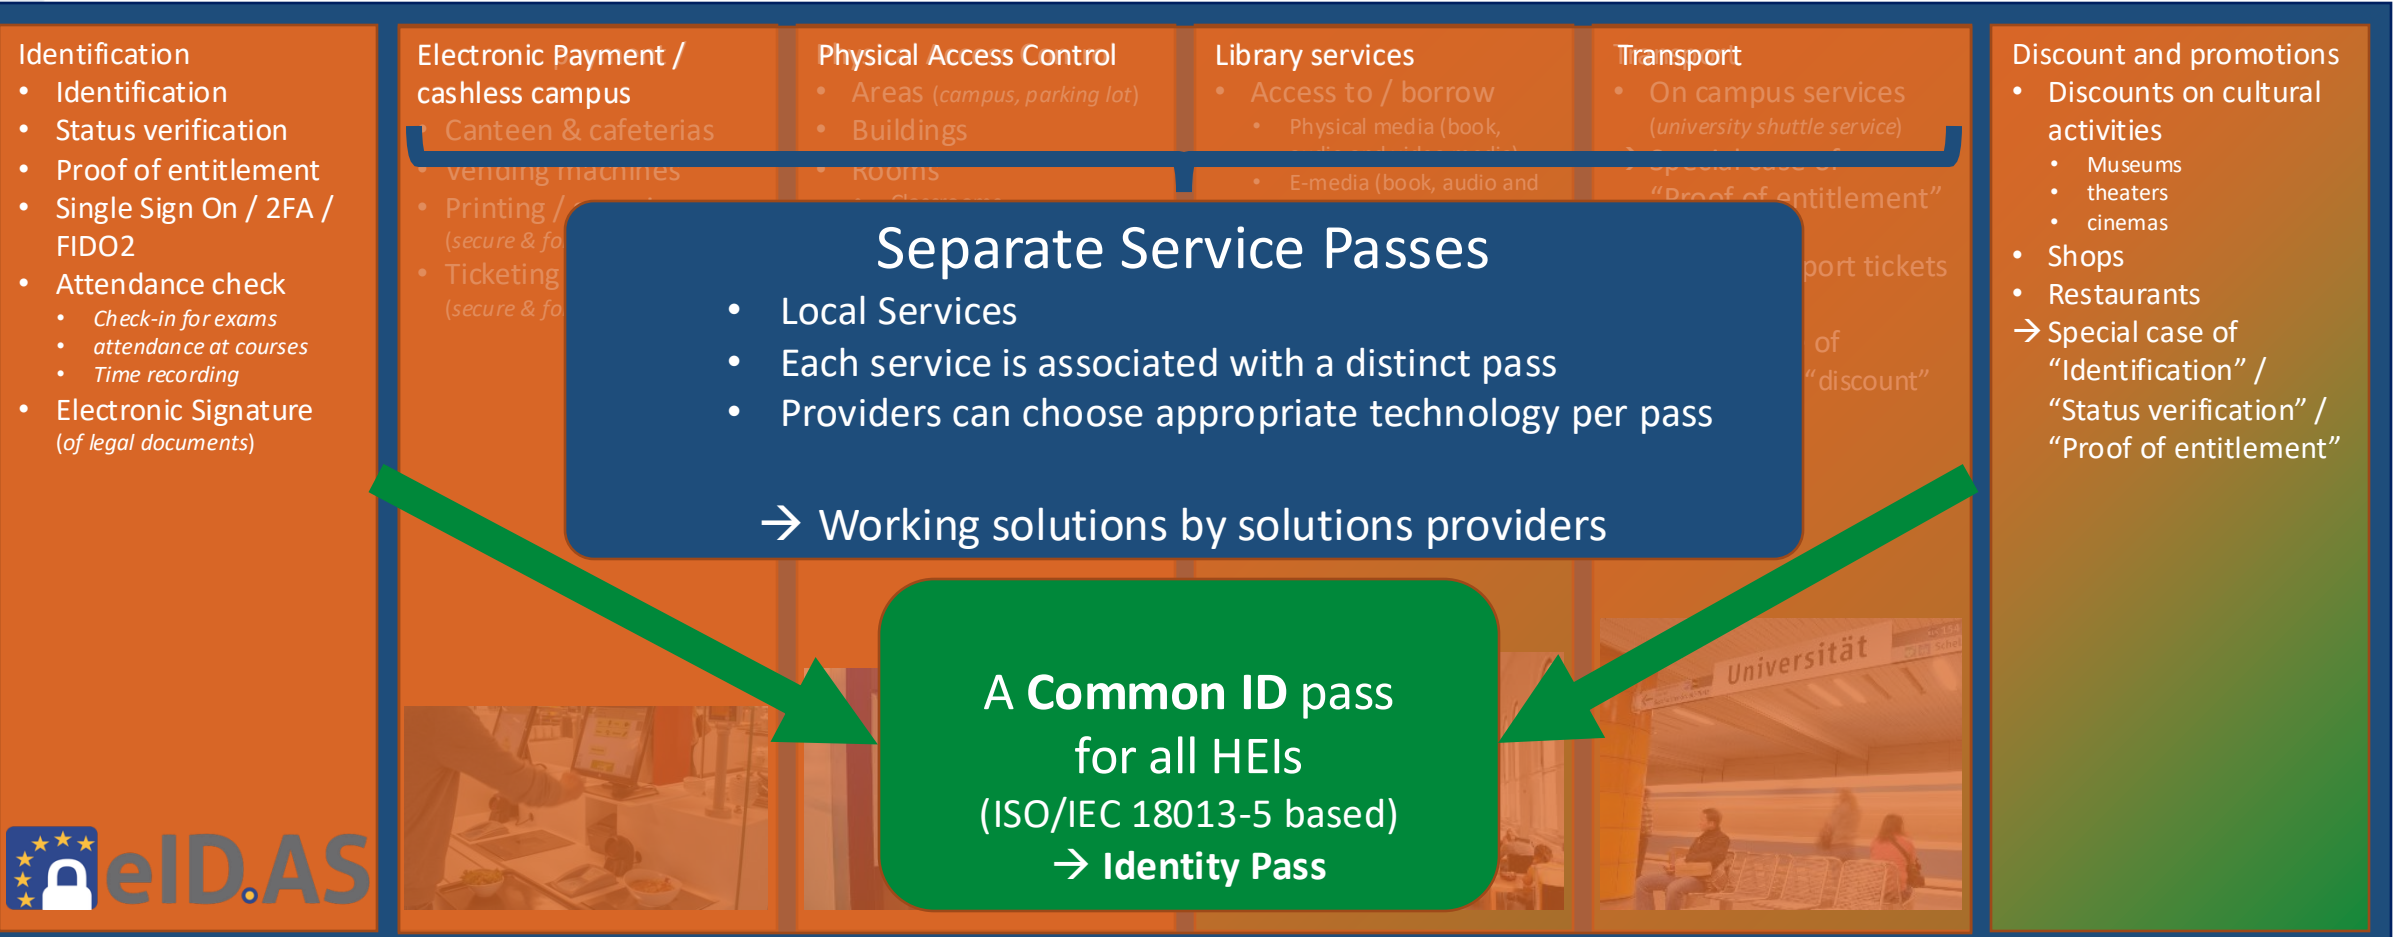 Identification
• Identification
• Status verification
• Proof of entitlement
• Single Sign On / 2FA /
FIDO2
• Attendance check
• Check-in for exams
• attendance at courses
• Time recording
• Electronic Signature
(of legal documents)
eID.AS
Electronic Payment /
cashless campus
• Canteen & cafeterias
• Vending machines
• Printing /
(secure &
• Ticketing
(secure &
Physical Access Control
• Areas (campus, parking lot)
• Buildings
• Rooms
Library services
• Access to / borrow
• Physical media (book,
• E-media (book, audio and
Transport
• On campus services
(university shuttle service)
→ Special case of
“Proof of entitlement”
port tickets
of
“discount”
Universität
154
Discount and promotions
• Discounts on cultural
activities
• Museums
• theaters
• cinemas
• Shops
• Restaurants
→ Special case of
“Identification” /
“Status verification” /
“Proof of entitlement”
Separate Service Passes
• Local Services
• Each service is associated with a distinct pass
• Providers can choose appropriate technology per pass
→ Working solutions by solutions providers
A Common ID pass
for all HEIs
(ISO/IEC 18013-5 based)
→ Identity Pass